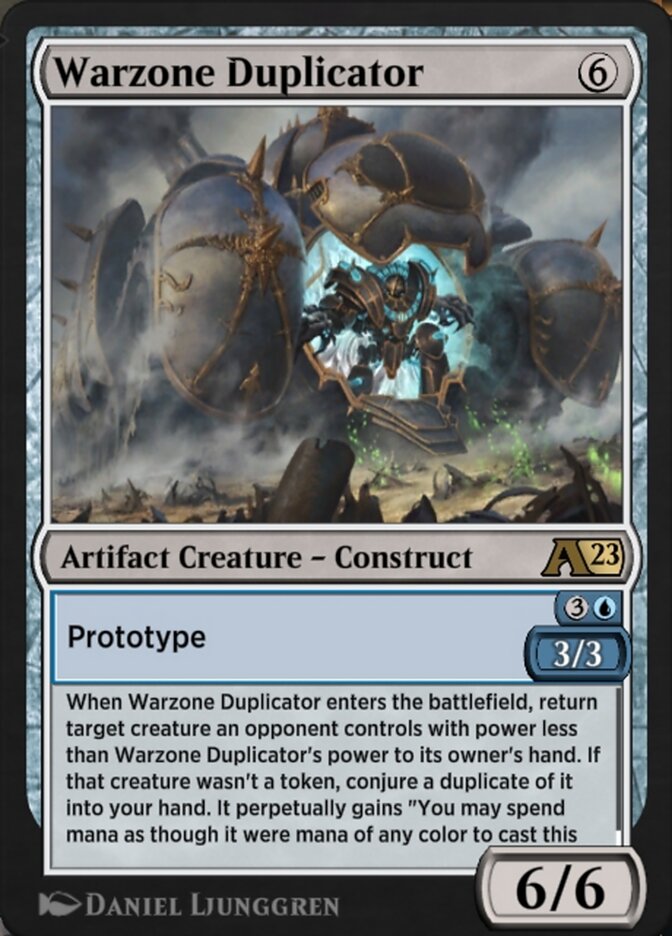 Warzone Duplicator 6
Artifact Creature – Construct A23
3
Prototype
3/3
When Warzone Duplicator enters the battlefield, return
target creature an opponent controls with power less
than Warzone Duplicator's power to its owner's hand. If
that creature wasn't a token, conjure a duplicate of it
into your hand. It perpetually gains "You may spend
mana as though it were mana of any color to cast this
6/6
DANIEL LJUNGGREN